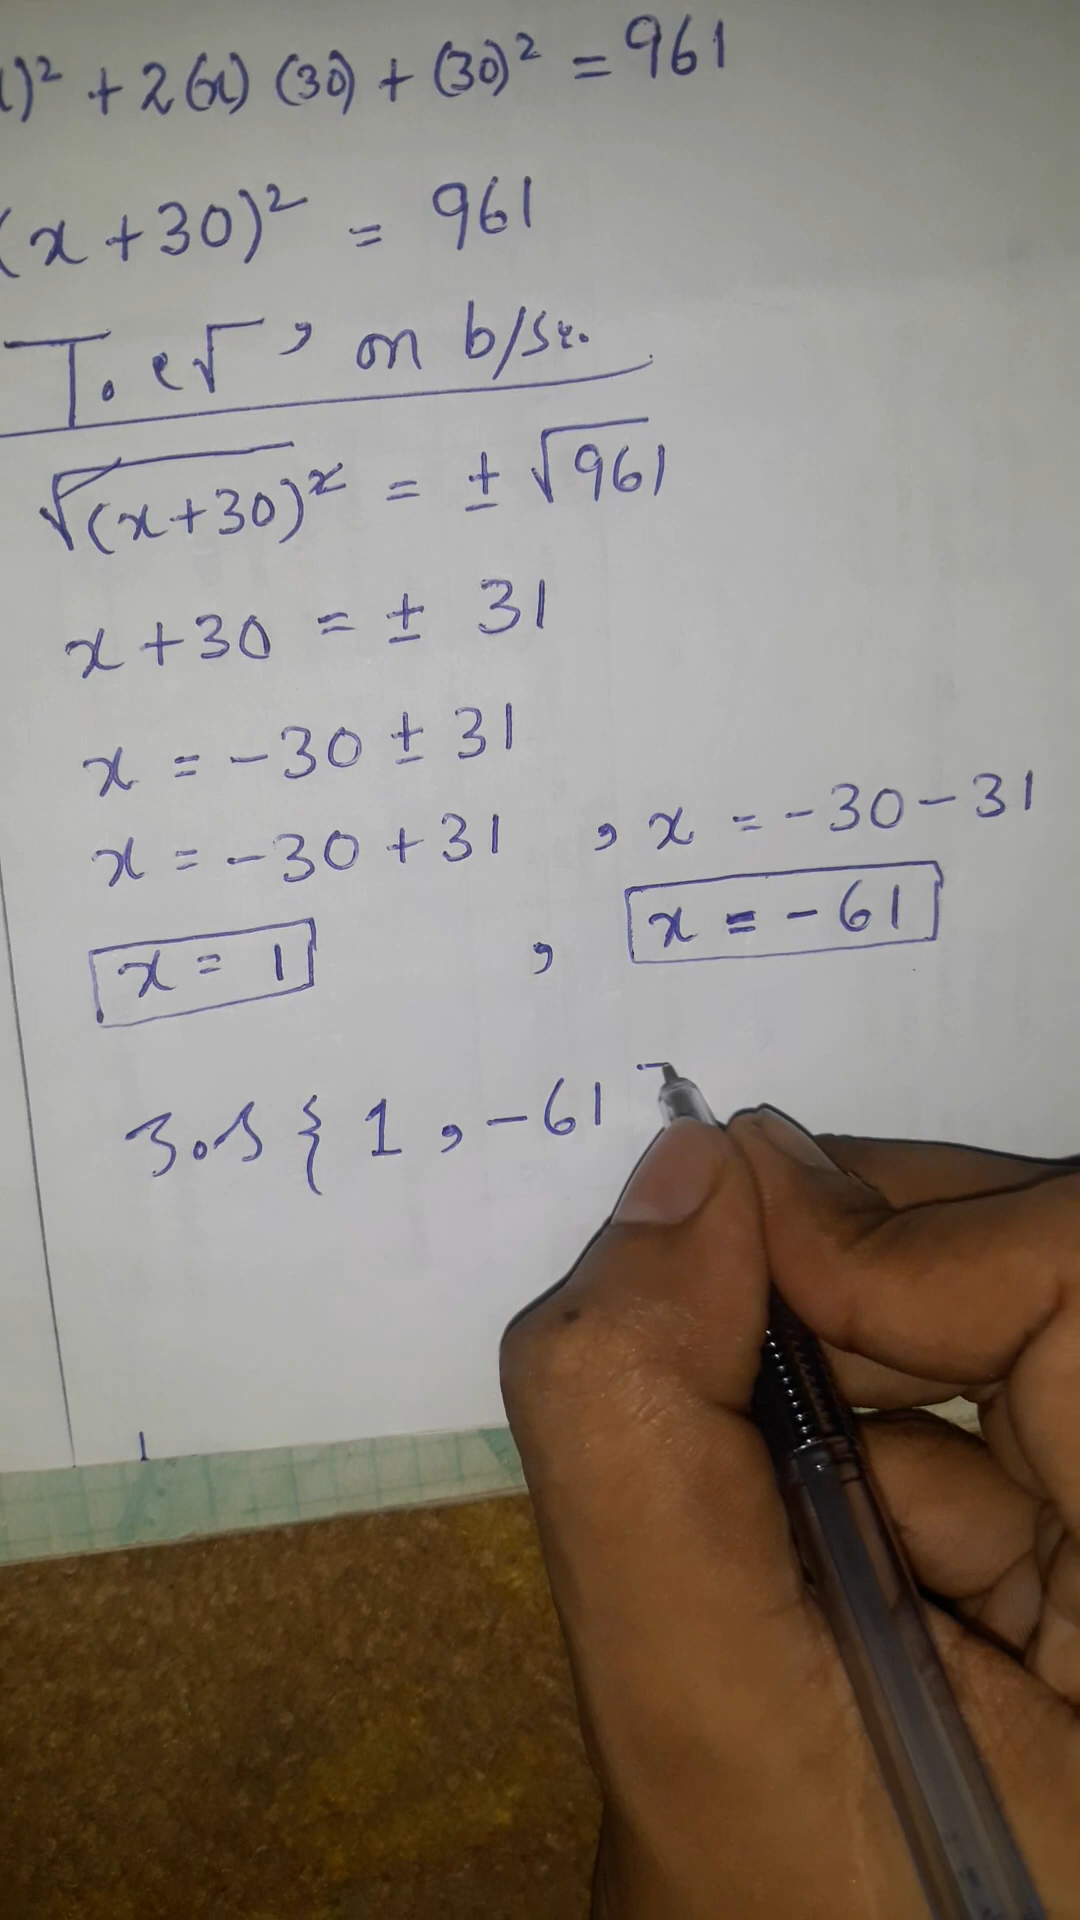 )² + 2(x) (30) + (30)² = 961
(x + 30)² = 961
T. e√ , on b/s.
√(x+30)² = ± √961
x + 30 = ± 31
x = -30 ± 31
x = -30 + 31 , x = -30 - 31
x = 1 , x = -61
S.S { 1 , -61